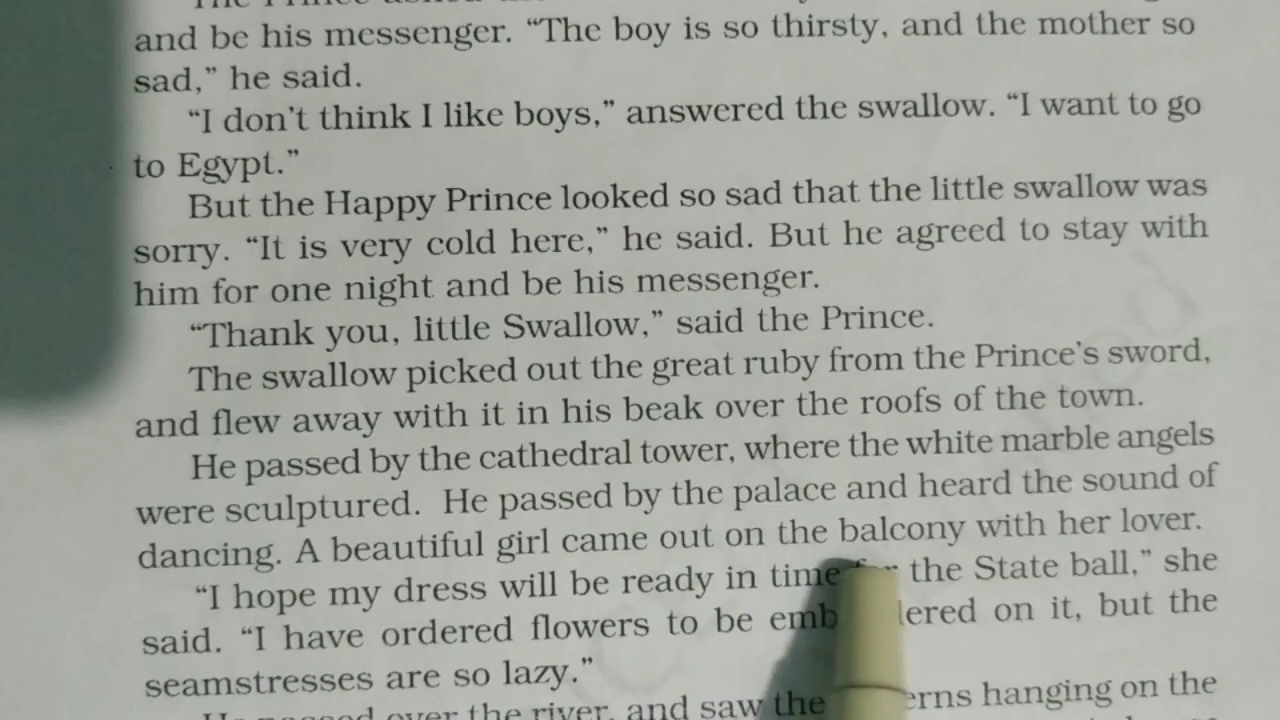 and be his messenger. “The boy is so thirsty, and the mother so
sad,” he said.
“I don’t think I like boys,” answered the swallow. “I want to go
to Egypt.”
But the Happy Prince looked so sad that the little swallow was
sorry. “It is very cold here,” he said. But he agreed to stay with
him for one night and be his messenger.
“Thank you, little Swallow,” said the Prince.
The swallow picked out the great ruby from the Prince’s sword,
and flew away with it in his beak over the roofs of the town.
He passed by the cathedral tower, where the white marble angels
were sculptured. He passed by the palace and heard the sound of
dancing. A beautiful girl came out on the balcony with her lover.
“I hope my dress will be ready in time the State ball,” she
said. “I have ordered flowers to be on it, but the
seamstresses are so lazy.”
over the river, and saw the hanging on the